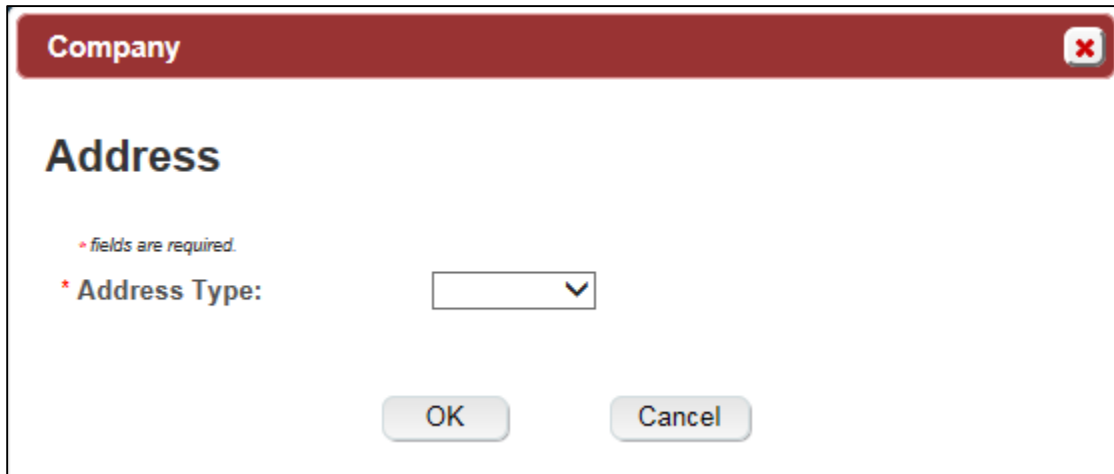 Company
Address
* fields are required.
* Address Type:
OK Cancel